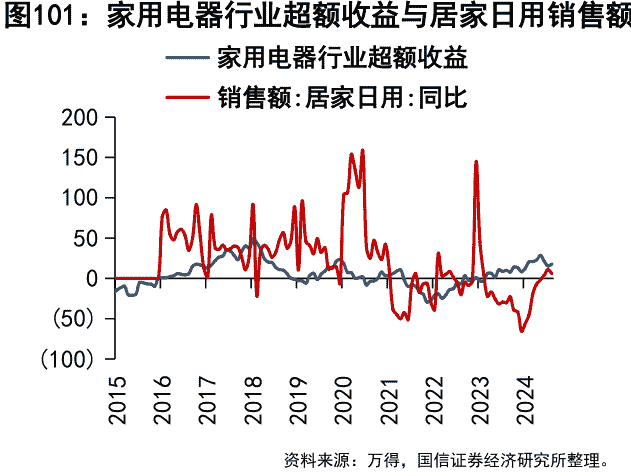 图101：家用电器行业超额收益与居家日用销售额
家用电器行业超额收益
销售额:居家日用:同比
200
150
100
50
0
(50)
(100)
2015 2016 2017 2018 2019 2020 2021 2022 2023 2024
资料来源：万得，国信证券经济研究所整理。